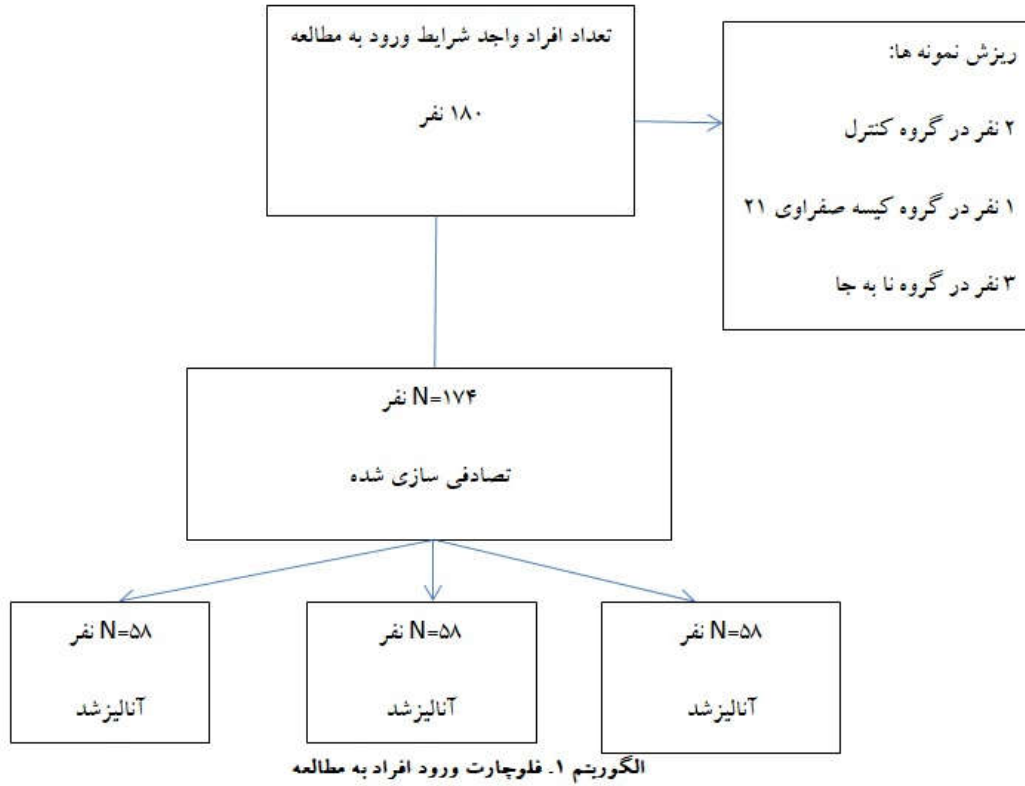 تعداد افراد واجد شرایط ورود به مطالعه
۱۸۰ نفر
ریزش نمونه ها:
۲ نفر در گروه کنترل
۱ نفر در گروه کیسه صفراوی ۲۱
۳ نفر در گروه نا به جا
N=۱۷۴ نفر
تصادفی سازی شده
N=۵۸ نفر
آنالیزشد
N=۵۸ نفر
آنالیزشد
N=۵۸ نفر
آنالیزشد
الگوریتم ۱. فلوچارت ورود افراد به مطالعه